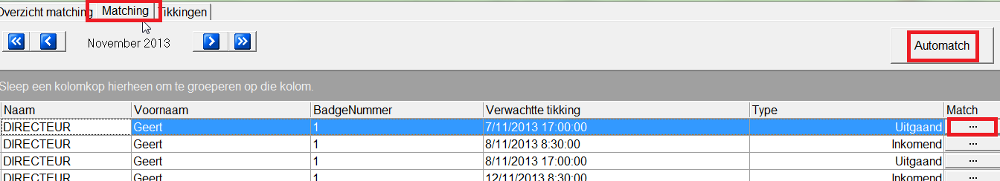 Overzicht matching Matching Tikkingen
November 2013
Automatch
Sleep een kolomkop hierheen om te groeperen op die kolom.
Naam Voornaam BadgeNummer Verwachtte tikking Type Match
DIRECTEUR Geert 1 7/11/2013 17:00:00 Uitgaand ...
DIRECTEUR Geert 1 8/11/2013 8:30:00 Inkomend ...
DIRECTEUR Geert 1 8/11/2013 17:00:00 Uitgaand ...
DIRECTEUR Geert 1 12/11/2013 8:30:00 Inkomend ...